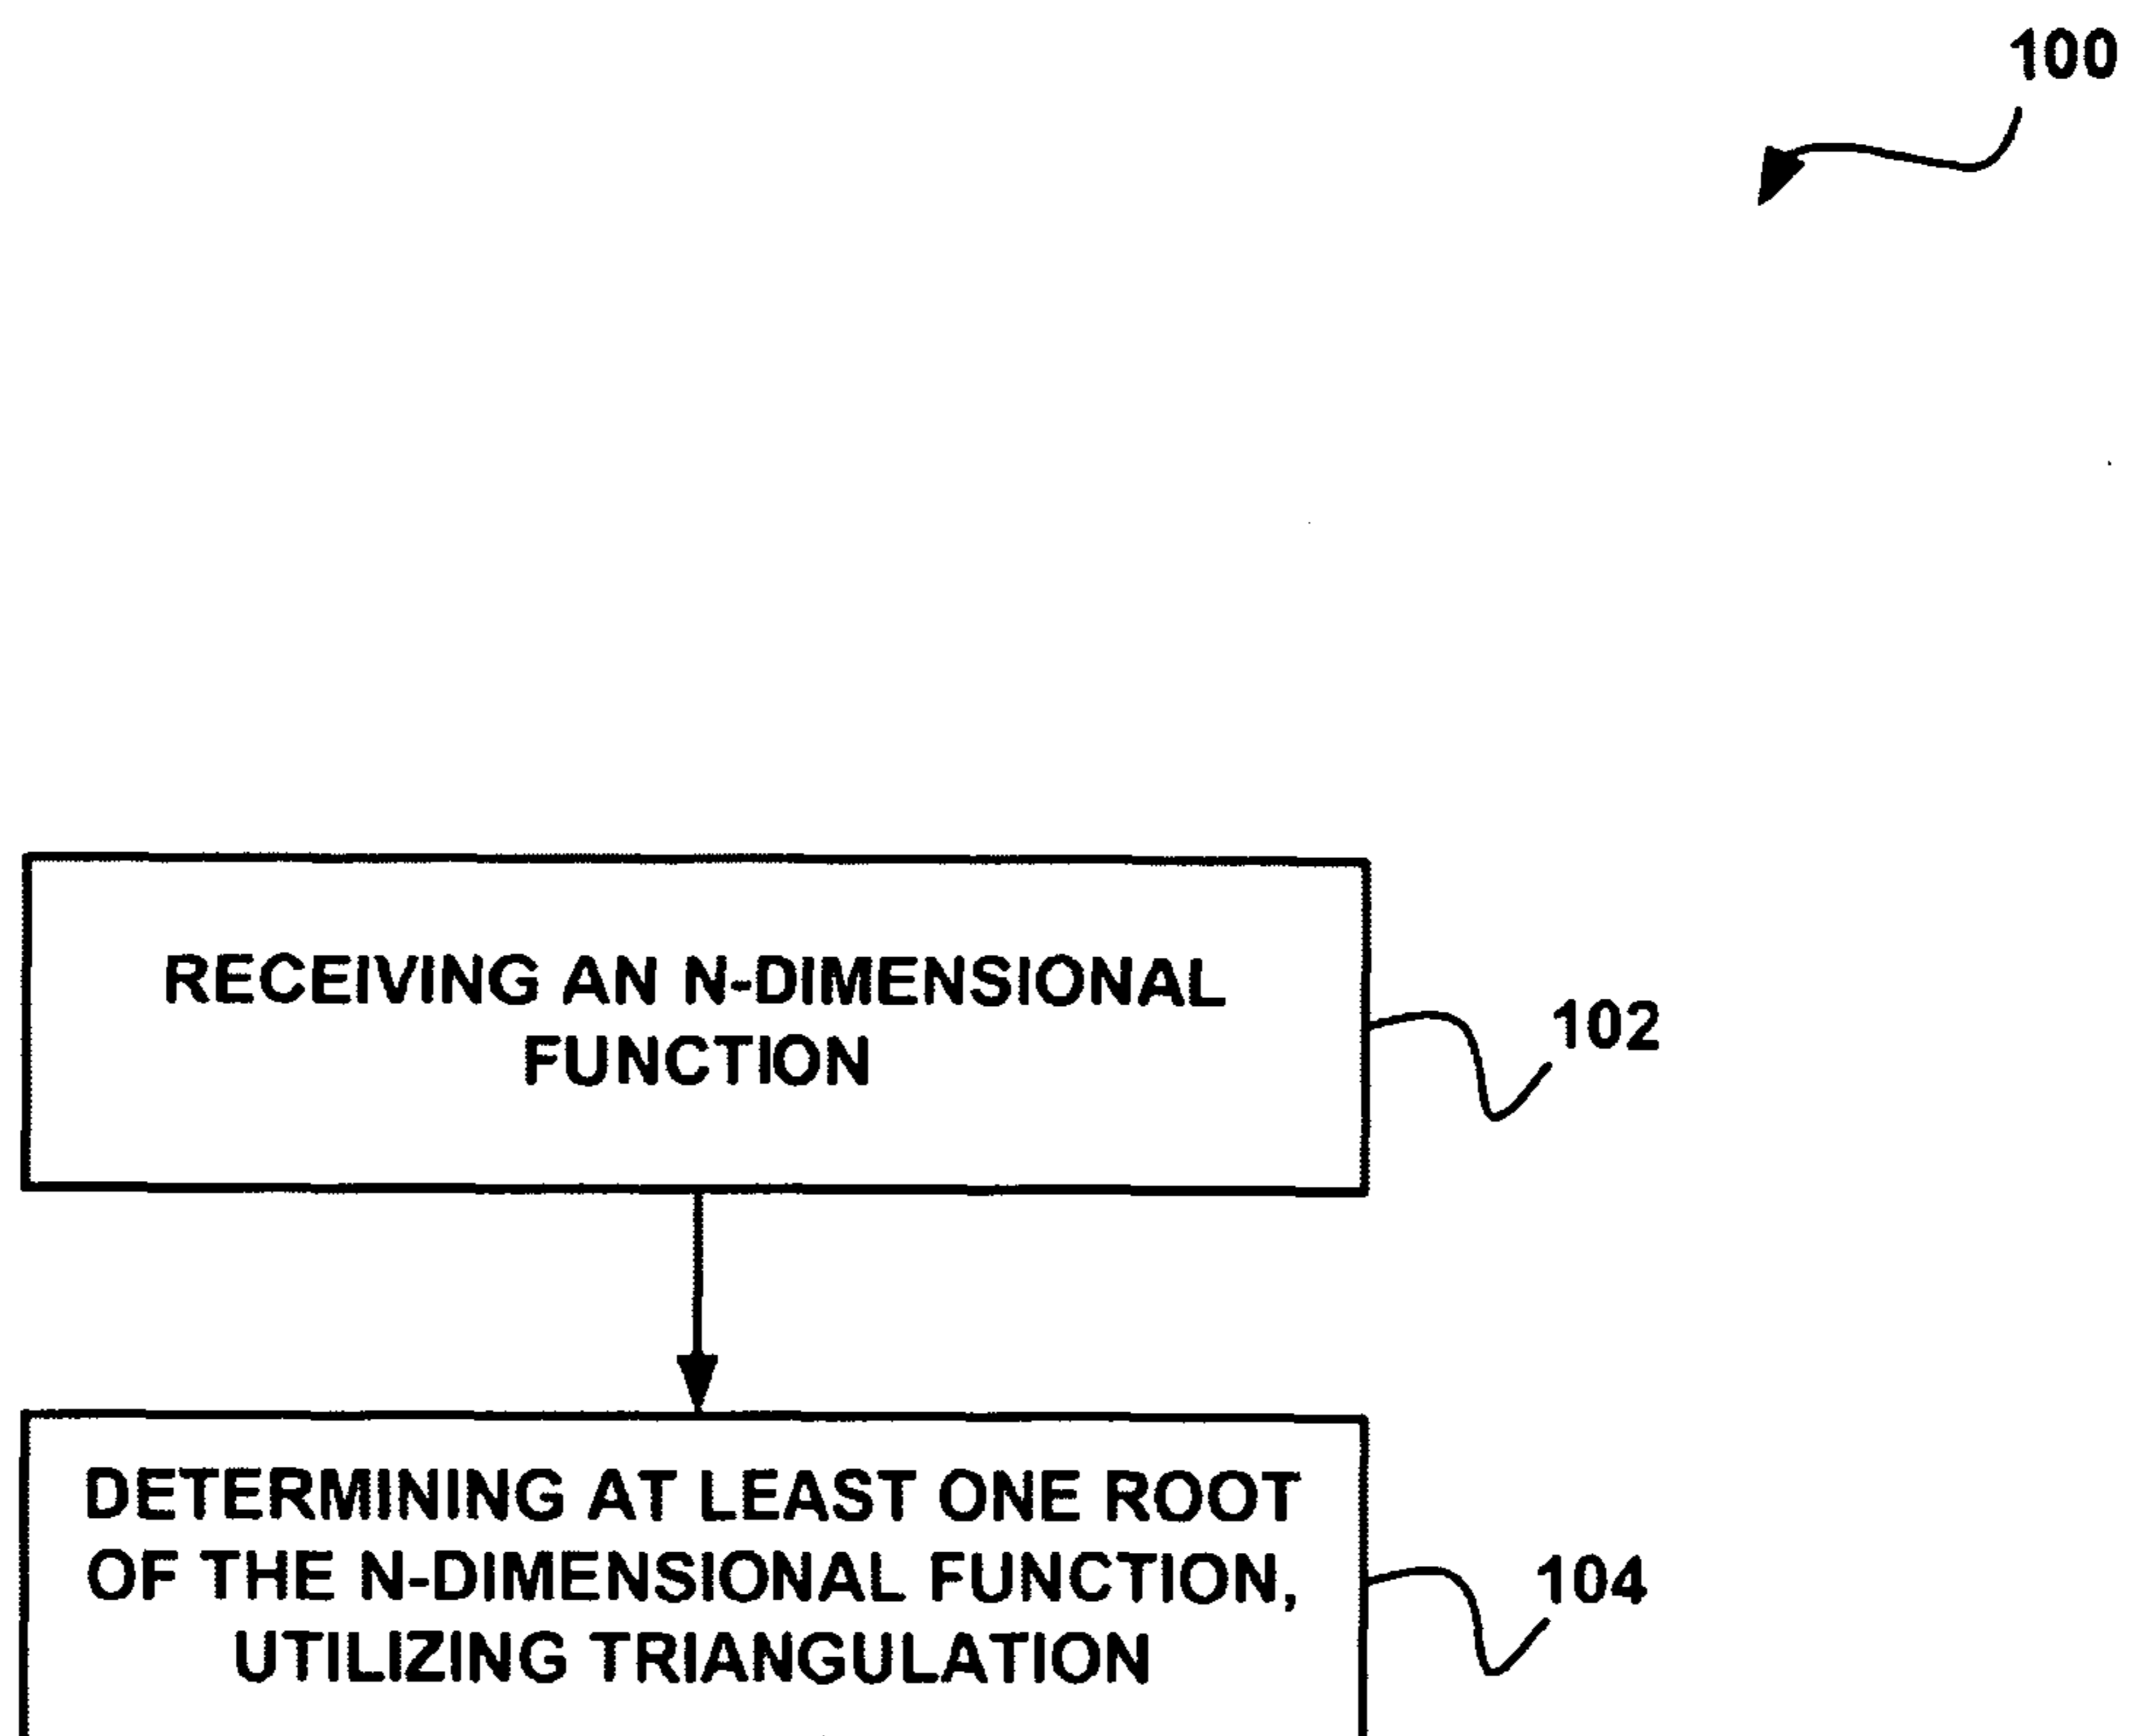 100
RECEIVING AN N-DIMENSIONAL
FUNCTION
102
DETERMINING AT LEAST ONE ROOT
OF THE N-DIMENSIONAL FUNCTION,
UTILIZING TRIANGULATION
104